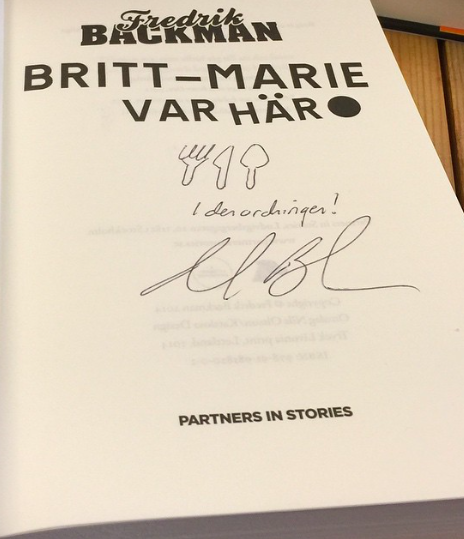 Fredrik
BACKMAN
BRITT-MARIE
VAR HÄR
I den ordningen!
PARTNERS IN STORIES